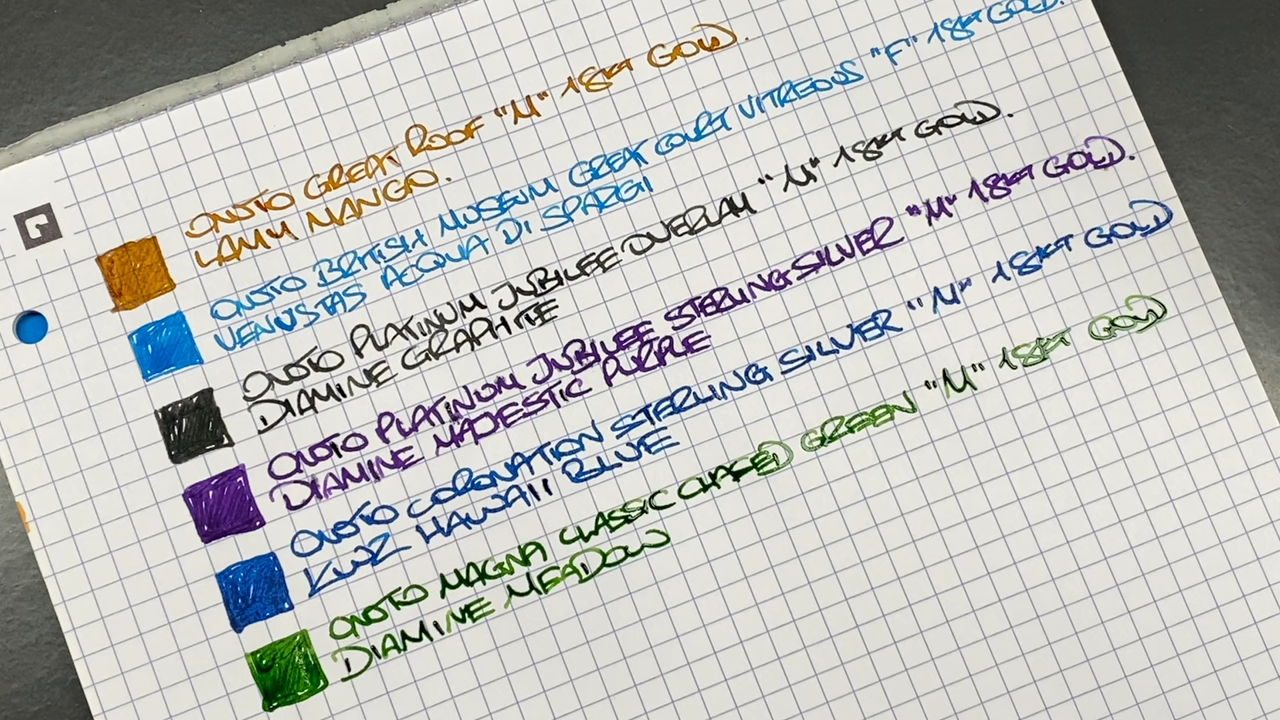 G
ONOTO GREAT ROOF "M" 18KT GOLD.
LAMY MANGO.
ONOTO BRITISH MUSEUM GREAT COURT VITREOUS "F" 18KT GOLD.
VENUSTAS ACQUA DI SPARGI
ONOTO PLATINUM JUBILEE OVERLAY "M" 18KT GOLD.
DIAMINE GRAPHITE
ONOTO PLATINUM JUBILEE STERLING SILVER "M" 18KT GOLD.
DIAMINE MAJESTIC PURPLE
ONOTO CORONATION STERLING SILVER "M" 18KT GOLD
KWZ HAWAII BLUE
ONOTO MAGNA CLASSIC CHASED GREEN "M" 18KT GOLD
DIAMINE MEADOW